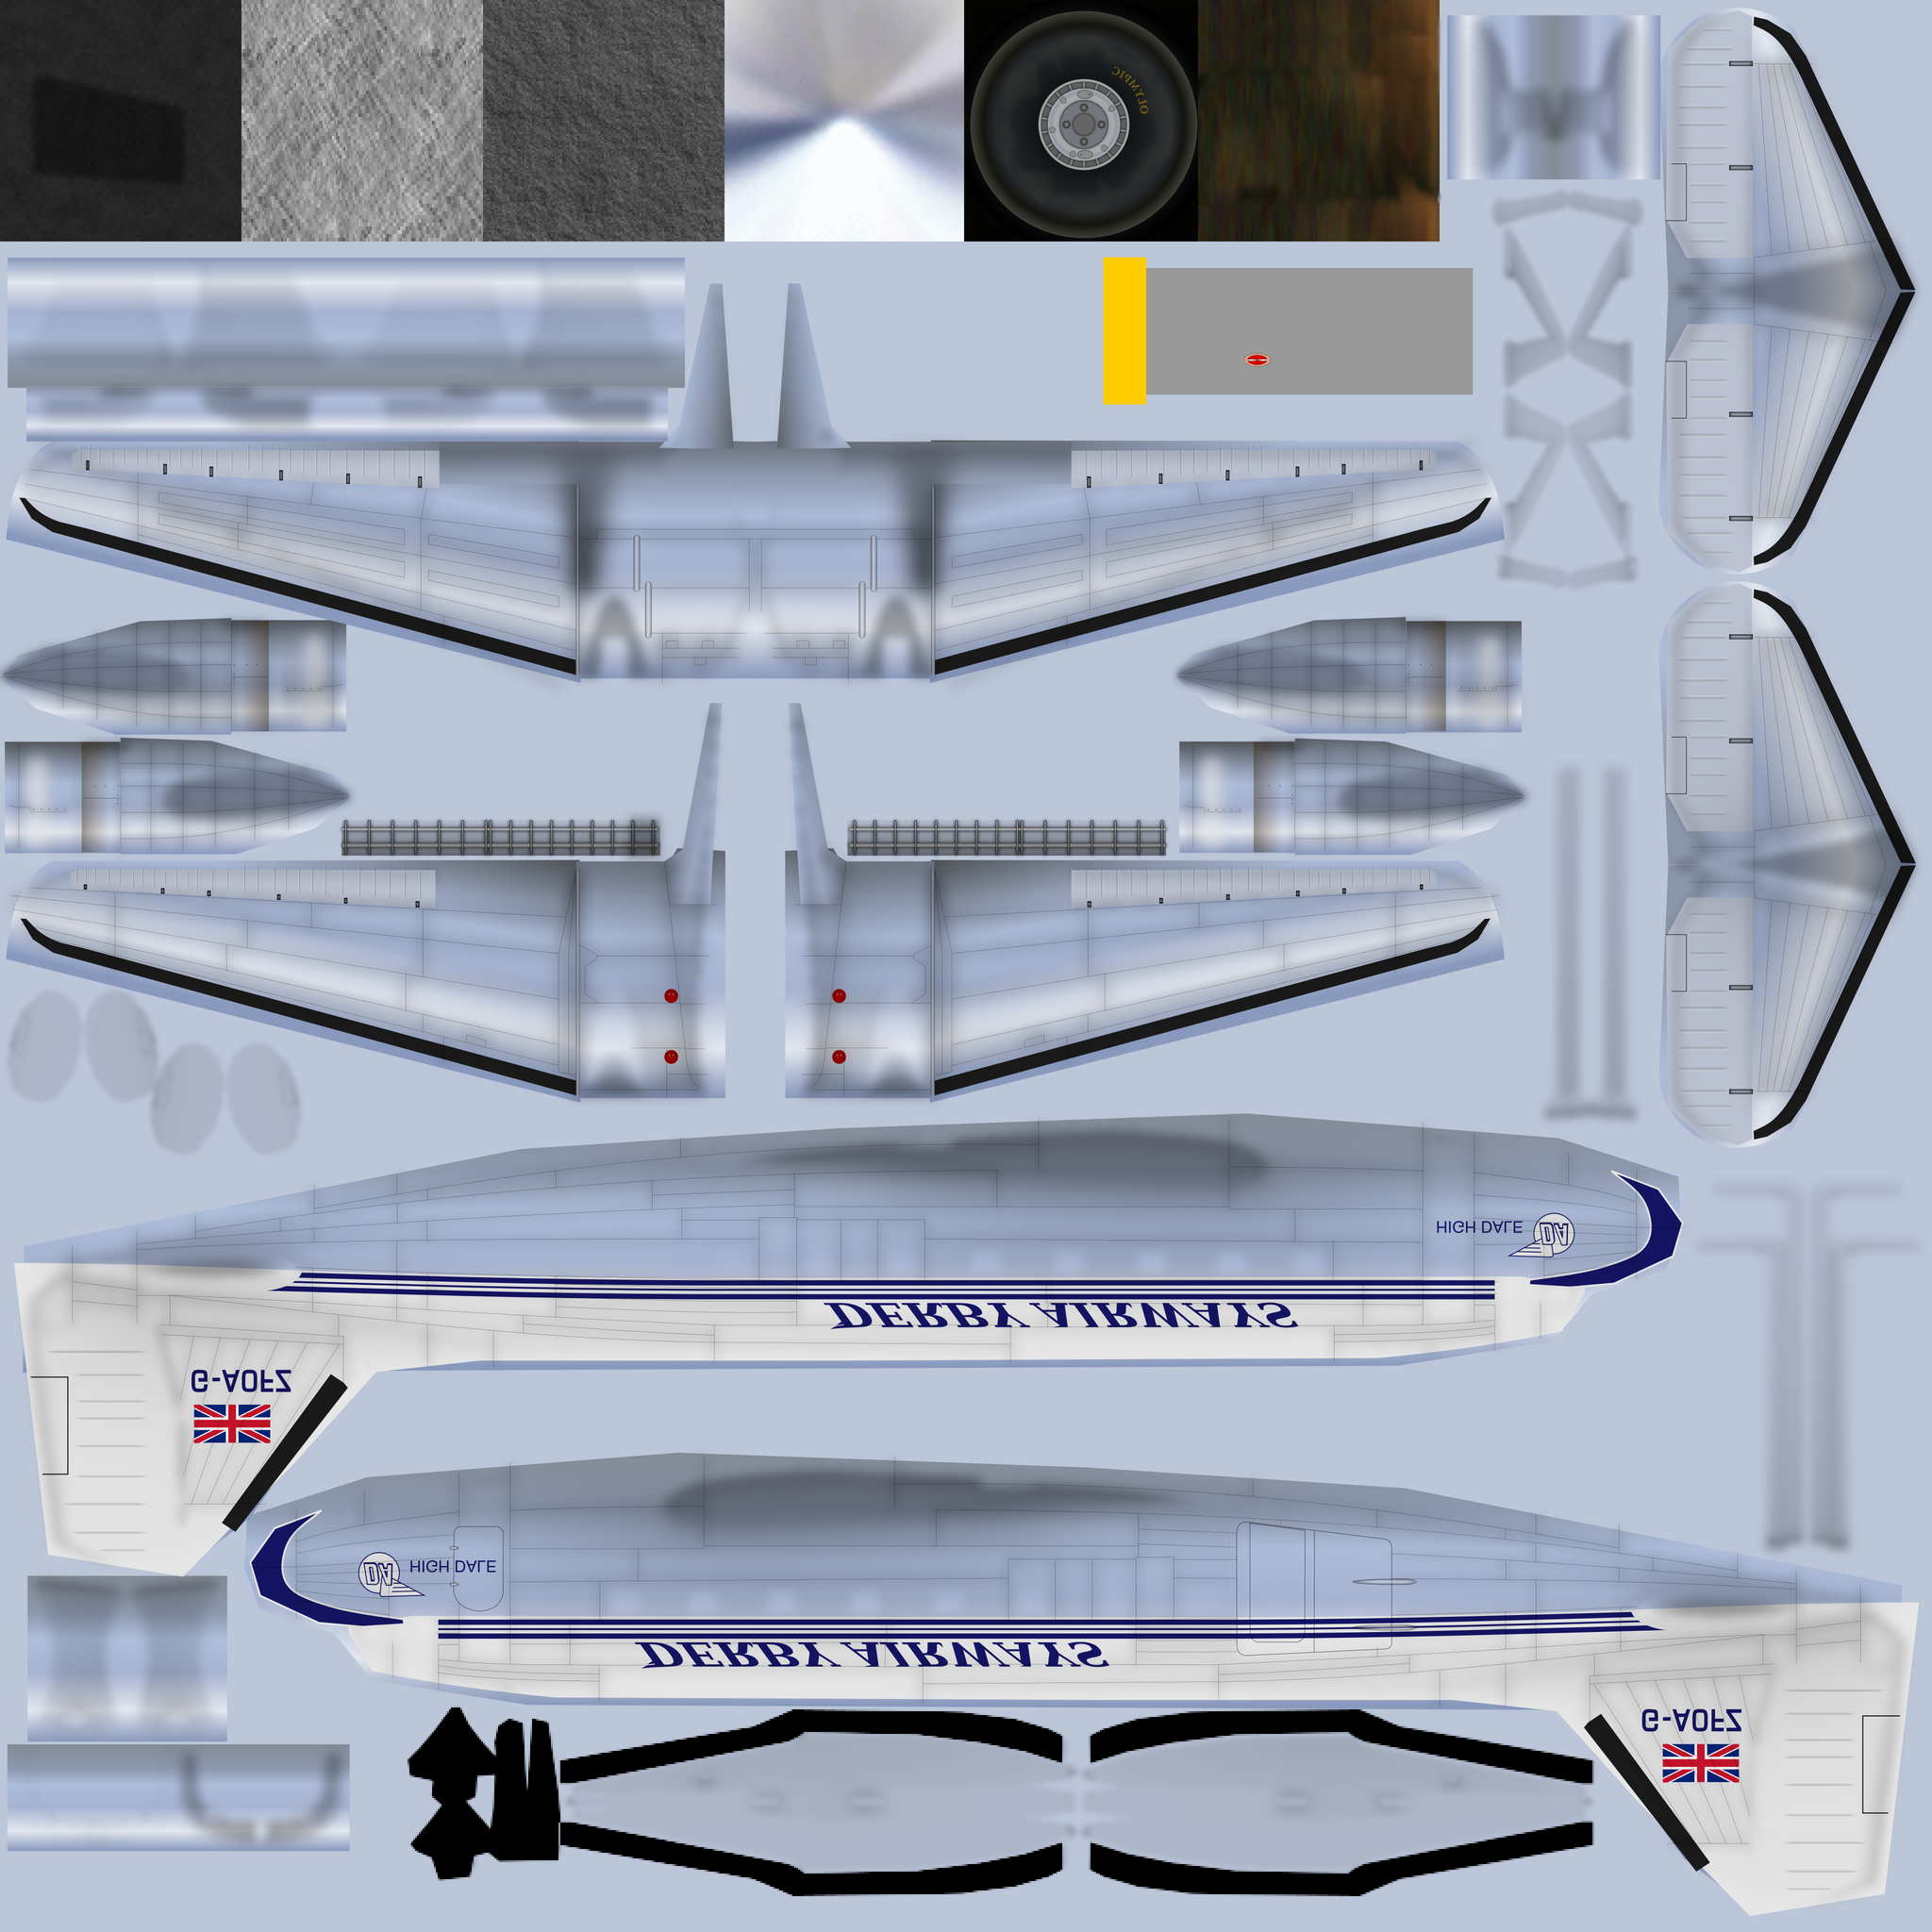 OLYMPIC
HIGH DALE
DA
DERBY AIRWAYS
G-AOFZ
DA
HIGH DALE
DERBY AIRWAYS
G-AOFZ